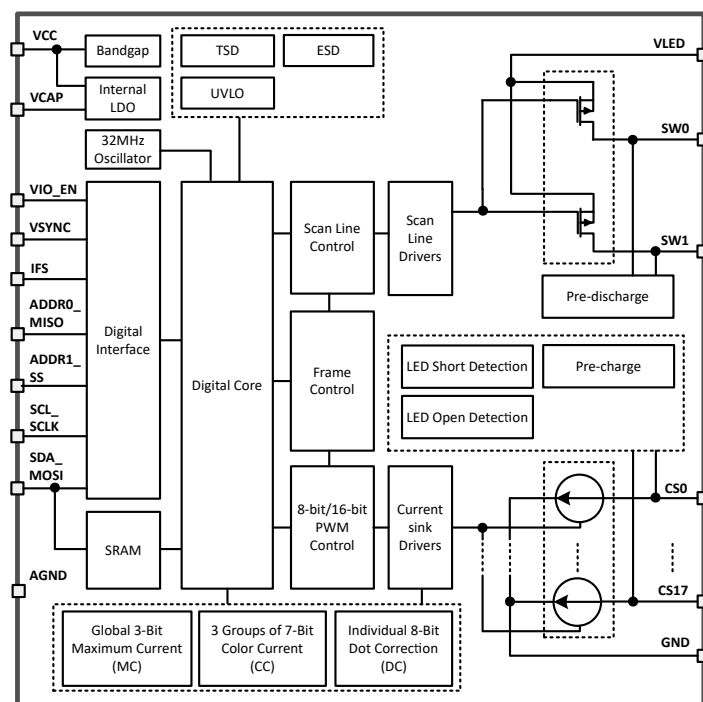 VCC
Bandgap
TSD
ESD
VLED
VCAP
Internal
LDO
UVLO
32MHz
Oscillator
SW0
VIO_EN
VSYNC
IFS
ADDR0_
MISO
ADDR1_
SS
SCL_
SCLK
SDA_
MOSI
Digital
Interface
Digital Core
Scan Line
Control
Scan
Line
Drivers
SW1
Pre-discharge
Frame
Control
LED Short Detection
Pre-charge
LED Open Detection
8-bit/16-bit
PWM
Control
Current
sink
Drivers
CS0
SRAM
AGND
CS17
GND
Global 3-Bit
Maximum Current
(MC)
3 Groups of 7-Bit
Color Current
(CC)
Individual 8-Bit
Dot Correction
(DC)